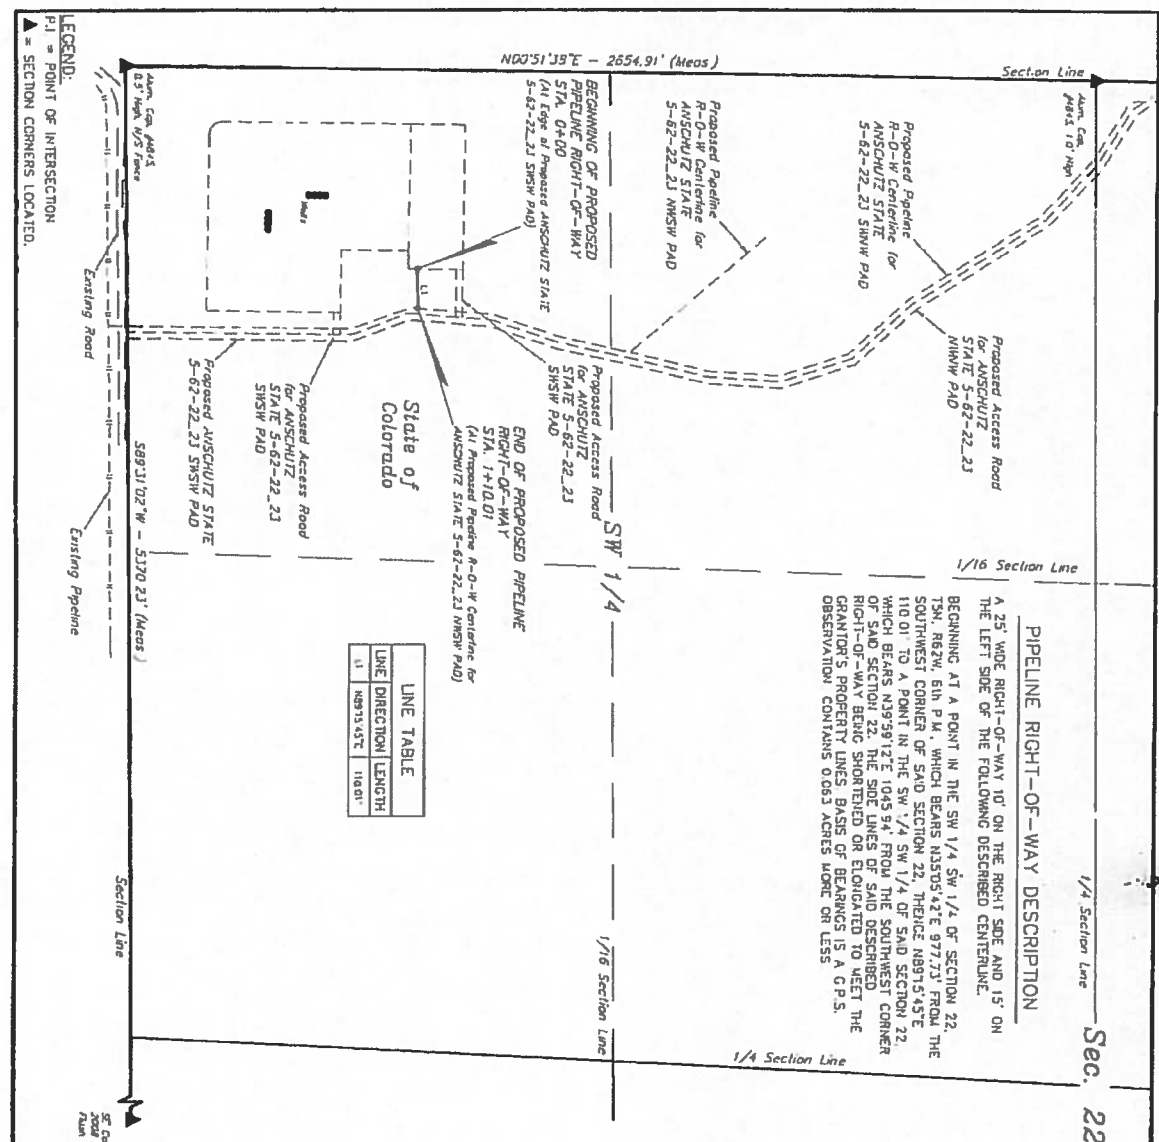 Sec. 22
1/4 Section Line
PIPELINE RIGHT-OF-WAY DESCRIPTION
A 25' WIDE RIGHT-OF-WAY 10' ON THE RIGHT SIDE AND 15' ON
THE LEFT SIDE OF THE FOLLOWING DESCRIBED CENTERLINE.
BEGINNING AT A POINT IN THE SW 1/4 SW 1/4 OF SECTION 22,
T5N, R62W, 6th P.M., WHICH BEARS N35°05'42"E 977.73' FROM THE
SOUTHWEST CORNER OF SAID SECTION 22, THENCE N89°15'45"E
110.01' TO A POINT IN THE SW 1/4 SW 1/4 OF SAID SECTION 22,
WHICH BEARS N39°59'12"E 1045.94' FROM THE SOUTHWEST CORNER
OF SAID SECTION 22. THE SIDE LINES OF SAID DESCRIBED
RIGHT-OF-WAY BEING SHORTENED OR ELONGATED TO MEET THE
GRANTOR'S PROPERTY LINES. BASIS OF BEARINGS IS A G.P.S.
OBSERVATION. CONTAINS 0.063 ACRES MORE OR LESS.
Section Line
N00°51'39"E - 2654.91' (Meas.)
Alum. Cap
1.0' High
Proposed Pipeline
R-O-W Centerline for
ANSCHUTZ STATE
5-62-22_23 SWNW PAD
Proposed Access Road
for ANSCHUTZ
STATE 5-62-22_23
NWNW PAD
1/16 Section Line
Proposed Pipeline
R-O-W Centerline for
ANSCHUTZ STATE
5-62-22_23 NWSW PAD
BEGINNING OF PROPOSED
PIPELINE RIGHT-OF-WAY
STA. 0+00
(At Edge of Proposed ANSCHUTZ STATE
5-62-22_23 SWSW PAD)
Wells
L1
SW 1/4
Proposed Access Road
for ANSCHUTZ
STATE 5-62-22_23
SWSW PAD
END OF PROPOSED PIPELINE
RIGHT-OF-WAY
STA. 1+10.01
(At Proposed Pipeline R-O-W Centerline for
ANSCHUTZ STATE 5-62-22_23 NWSW PAD)
State of
Colorado
Proposed Access Road
for ANSCHUTZ
STATE 5-62-22_23
SWSW PAD
Proposed ANSCHUTZ STATE
5-62-22_23 SWSW PAD
LINE TABLE
LINE DIRECTION LENGTH
L1 N89°15'45"E 110.01'
1/16 Section Line
1/4 Section Line
Alum. Cap
0.5' High N/S Fence
Existing Road
S89°31'02"W - 5370.23' (Meas.)
Existing Pipeline
Section Line
LEGEND:
P.I. = POINT OF INTERSECTION
▲ = SECTION CORNERS LOCATED.